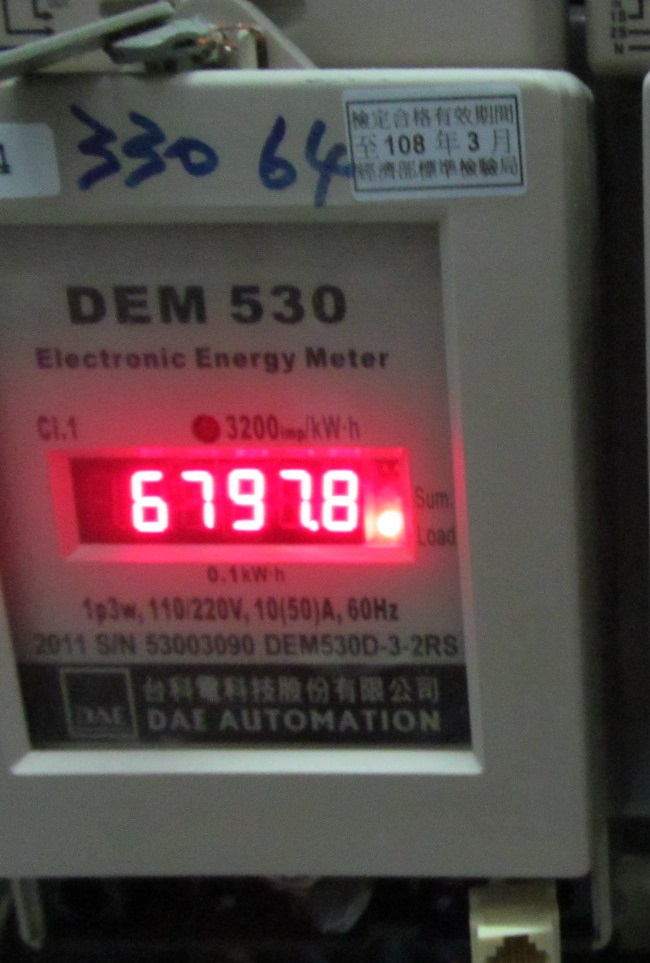 330 64
檢定合格有效期間
至 108 年 3 月
經濟部標準檢驗局
DEM 530
Electronic Energy Meter
Cl.1
3200imp/kW·h
6797.8
Sum.
Load
0.1kW·h
1p3w, 110/220V, 10(50)A, 60Hz
2011 S/N 53003090 DEM530D-3-2RS
DAE
台科電科技股份有限公司
DAE AUTOMATION